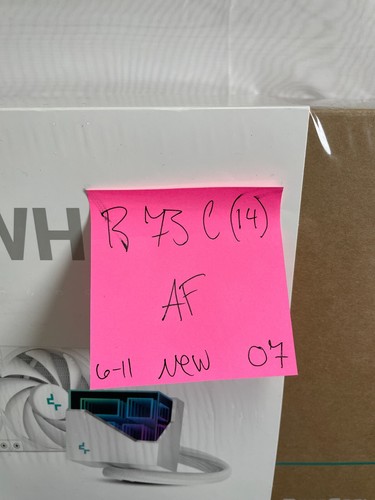 WH
B 73 C (14)
AF
6-11 New 07